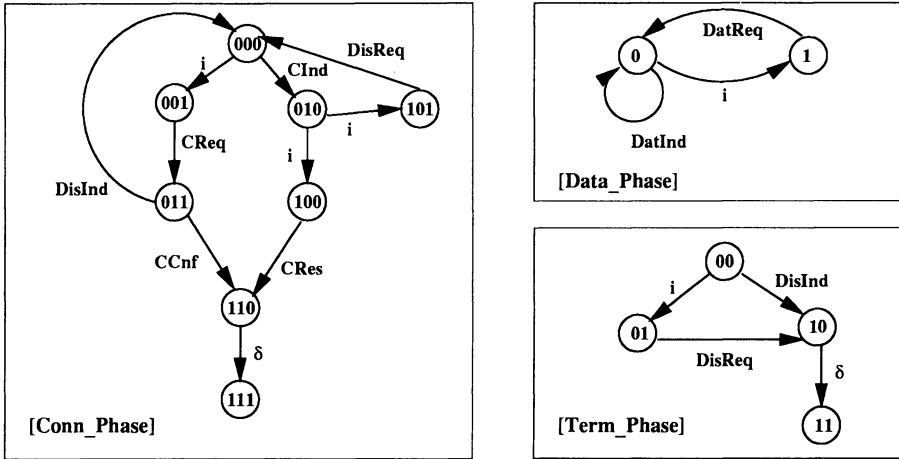 000
DisReq
i
CInd
001
010
101
i
CReq
i
DisInd
011
100
CCnf
CRes
110
δ
111
[Conn_Phase]
DatReq
0
1
i
DatInd
[Data_Phase]
00
i
DisInd
01
10
DisReq
δ
11
[Term_Phase]